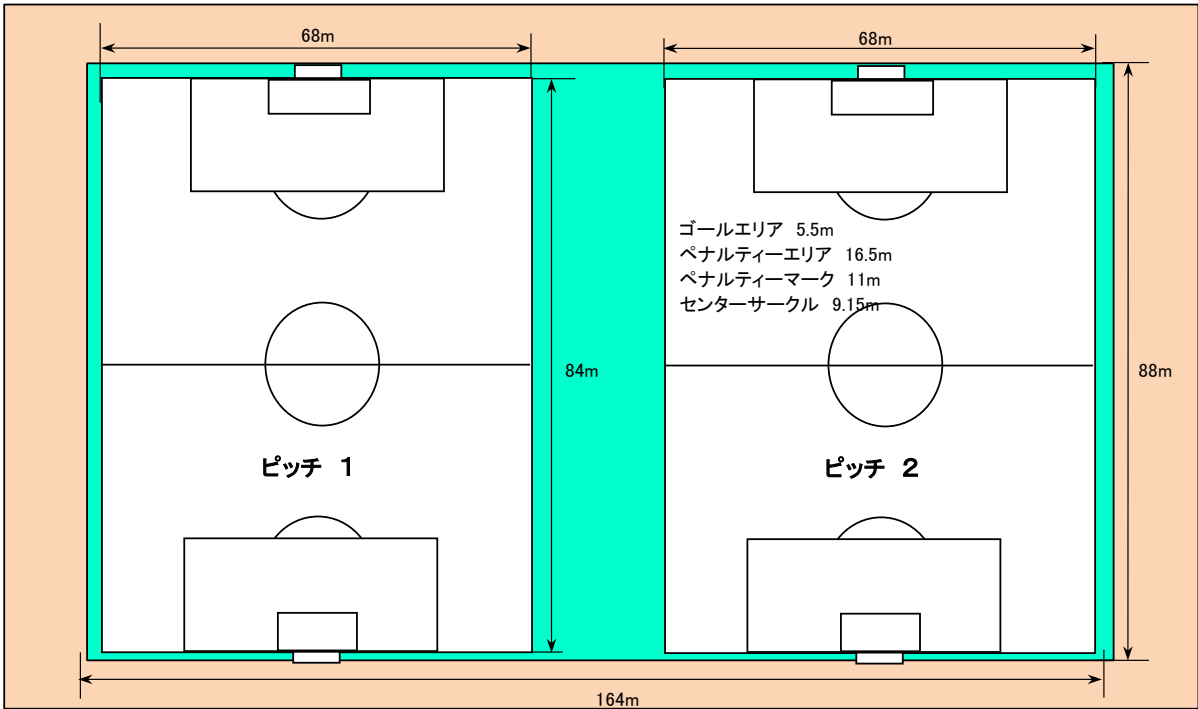 68m
68m
ゴールエリア 5.5m
ペナルティーエリア 16.5m
ペナルティーマーク 11m
センターサークル 9.15m
84m
88m
ピッチ 1
ピッチ 2
164m